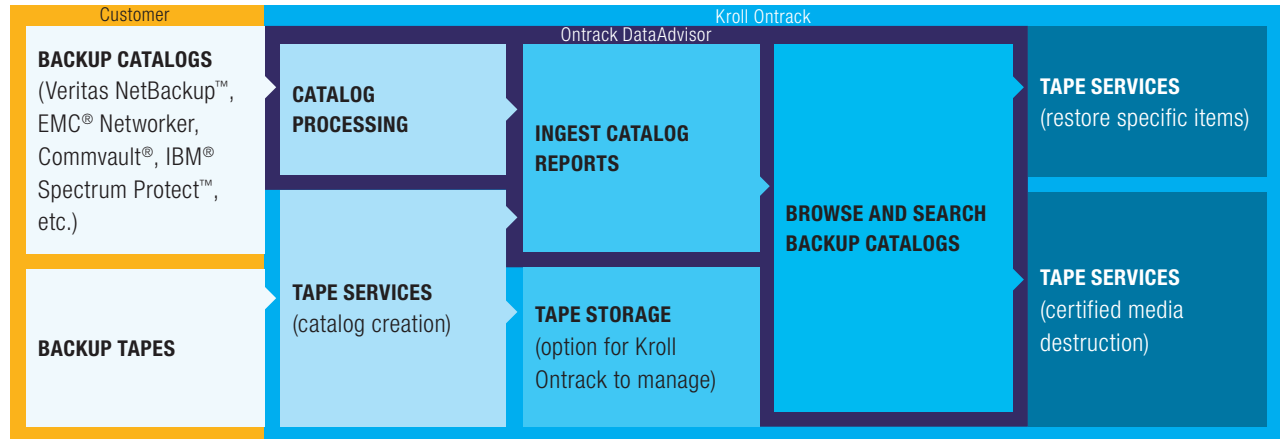 Customer
Kroll Ontrack
Ontrack DataAdvisor
BACKUP CATALOGS
(Veritas NetBackup™,
EMC® Networker,
Commvault®, IBM®
Spectrum Protect™,
etc.)
BACKUP TAPES
CATALOG
PROCESSING
TAPE SERVICES
(catalog creation)
INGEST CATALOG
REPORTS
TAPE STORAGE
(option for Kroll
Ontrack to manage)
BROWSE AND SEARCH
BACKUP CATALOGS
TAPE SERVICES
(restore specific items)
TAPE SERVICES
(certified media
destruction)